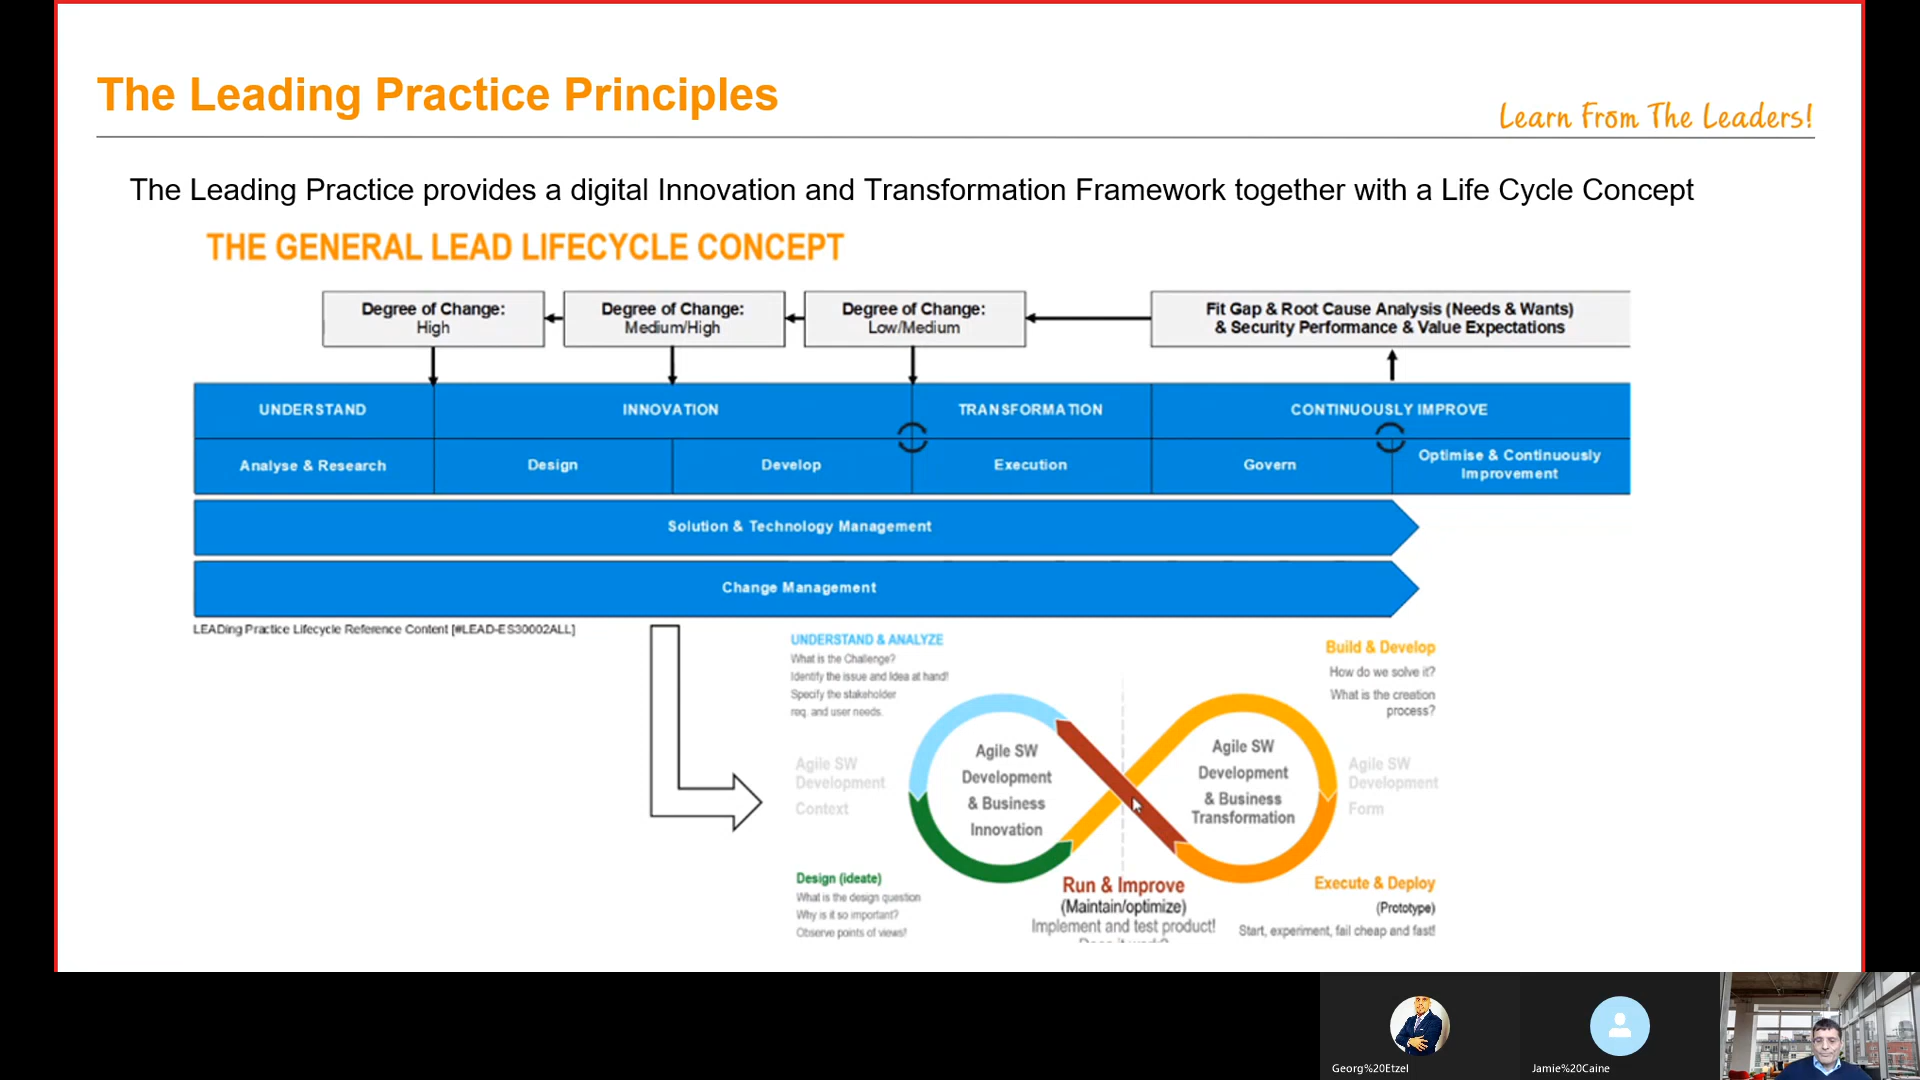 The Leading Practice Principles
Learn From The Leaders!
The Leading Practice provides a digital Innovation and Transformation Framework together with a Life Cycle Concept
THE GENERAL LEAD LIFECYCLE CONCEPT
Degree of Change:
High
Degree of Change:
Medium/High
Degree of Change:
Low/Medium
Fit Gap & Root Cause Analysis (Needs & Wants)
& Security Performance & Value Expectations
UNDERSTAND
INNOVATION
TRANSFORMATION
CONTINUOUSLY IMPROVE
Analyse & Research
Design
Develop
Execution
Govern
Optimise & Continuously
Improvement
Solution & Technology Management
Change Management
LEADing Practice Lifecycle Reference Content [#LEAD-ES30002ALL]
UNDERSTAND & ANALYZE
What is the Challenge?
Identify the issue and Idea at hand!
Specify the stakeholder
req. and user needs.
Build & Develop
How do we solve it?
What is the creation
process?
Agile SW
Development
Context
Agile SW
Development
& Business
Innovation
Agile SW
Development
& Business
Transformation
Agile SW
Development
Form
Design (ideate)
What is the design question
Why is it so important?
Observe points of views!
Run & Improve
(Maintain/optimize)
Implement and test product!
Does it work?
Execute & Deploy
(Prototype)
Start, experiment, fail cheap and fast!
Georg%20Etzel
Jamie%20Caine